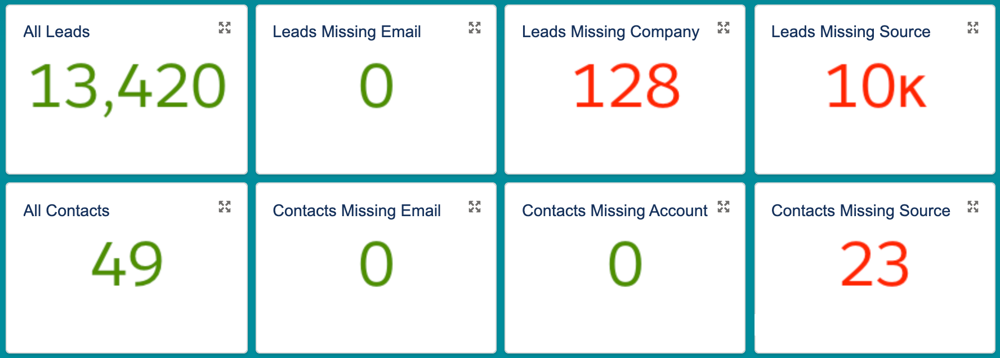 All Leads
13,420
Leads Missing Email
0
Leads Missing Company
128
Leads Missing Source
10K
All Contacts
49
Contacts Missing Email
0
Contacts Missing Account
0
Contacts Missing Source
23